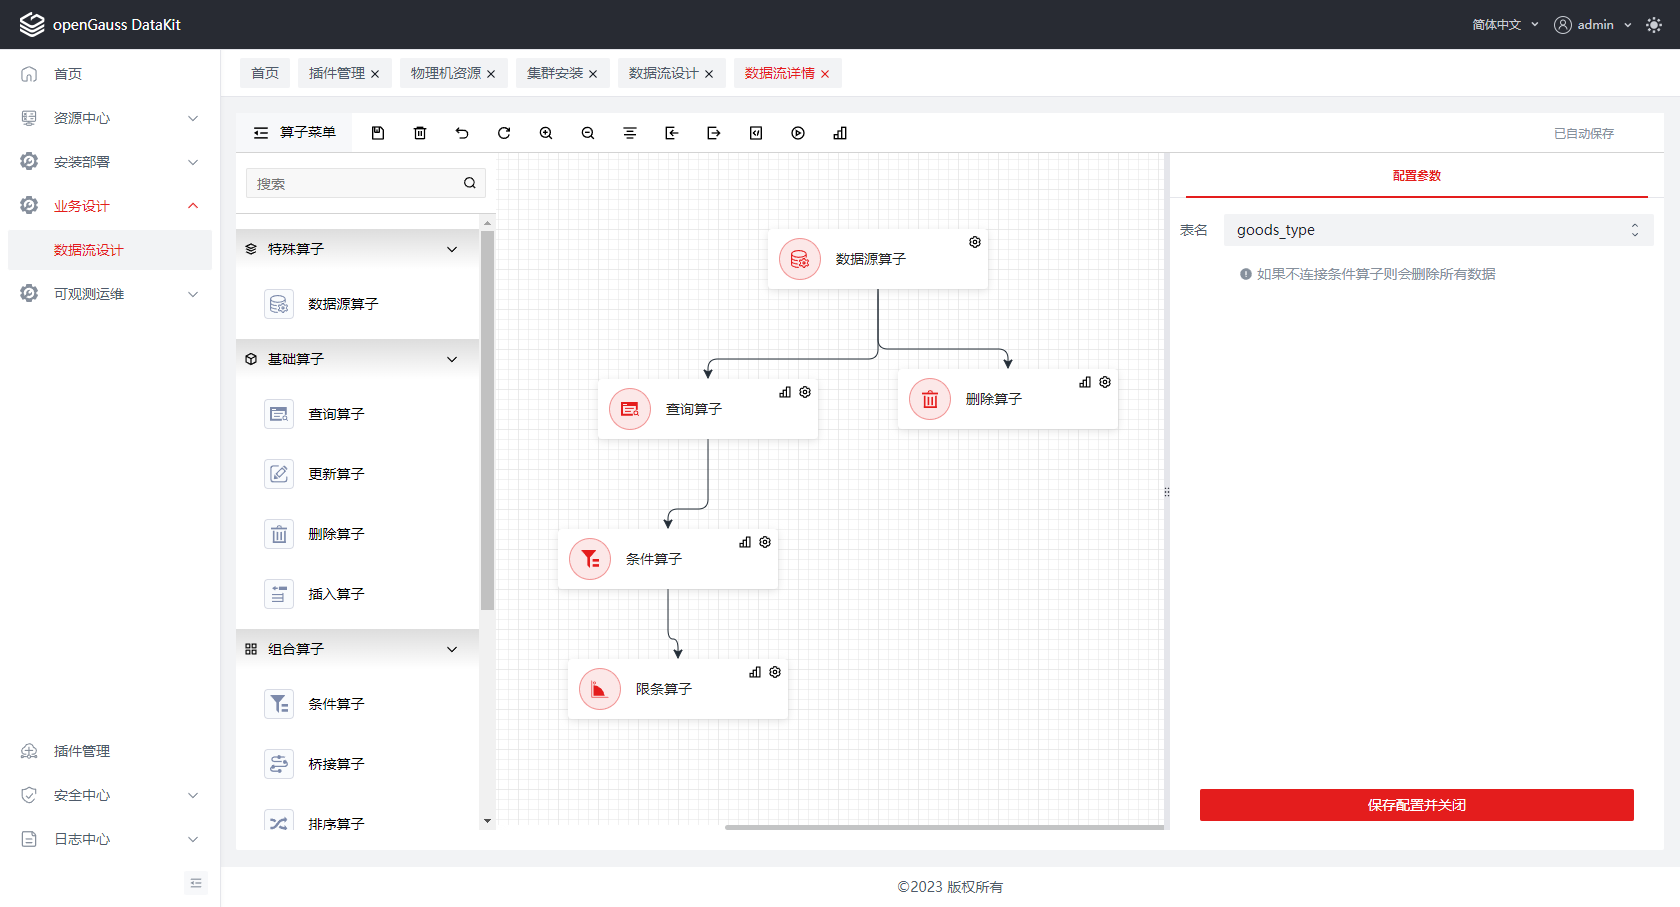 openGauss DataKit
简体中文
admin
首页
资源中心
安装部署
业务设计
数据流设计
可观测运维
插件管理
安全中心
日志中心
首页
插件管理
物理机资源
集群安装
数据流设计
数据流详情
算子菜单
已自动保存
搜索
特殊算子
数据源算子
基础算子
查询算子
更新算子
删除算子
插入算子
组合算子
条件算子
桥接算子
排序算子
数据源算子
查询算子
删除算子
条件算子
限条算子
配置参数
表名
goods_type
如果不连接条件算子则会删除所有数据
保存配置并关闭
©2023 版权所有